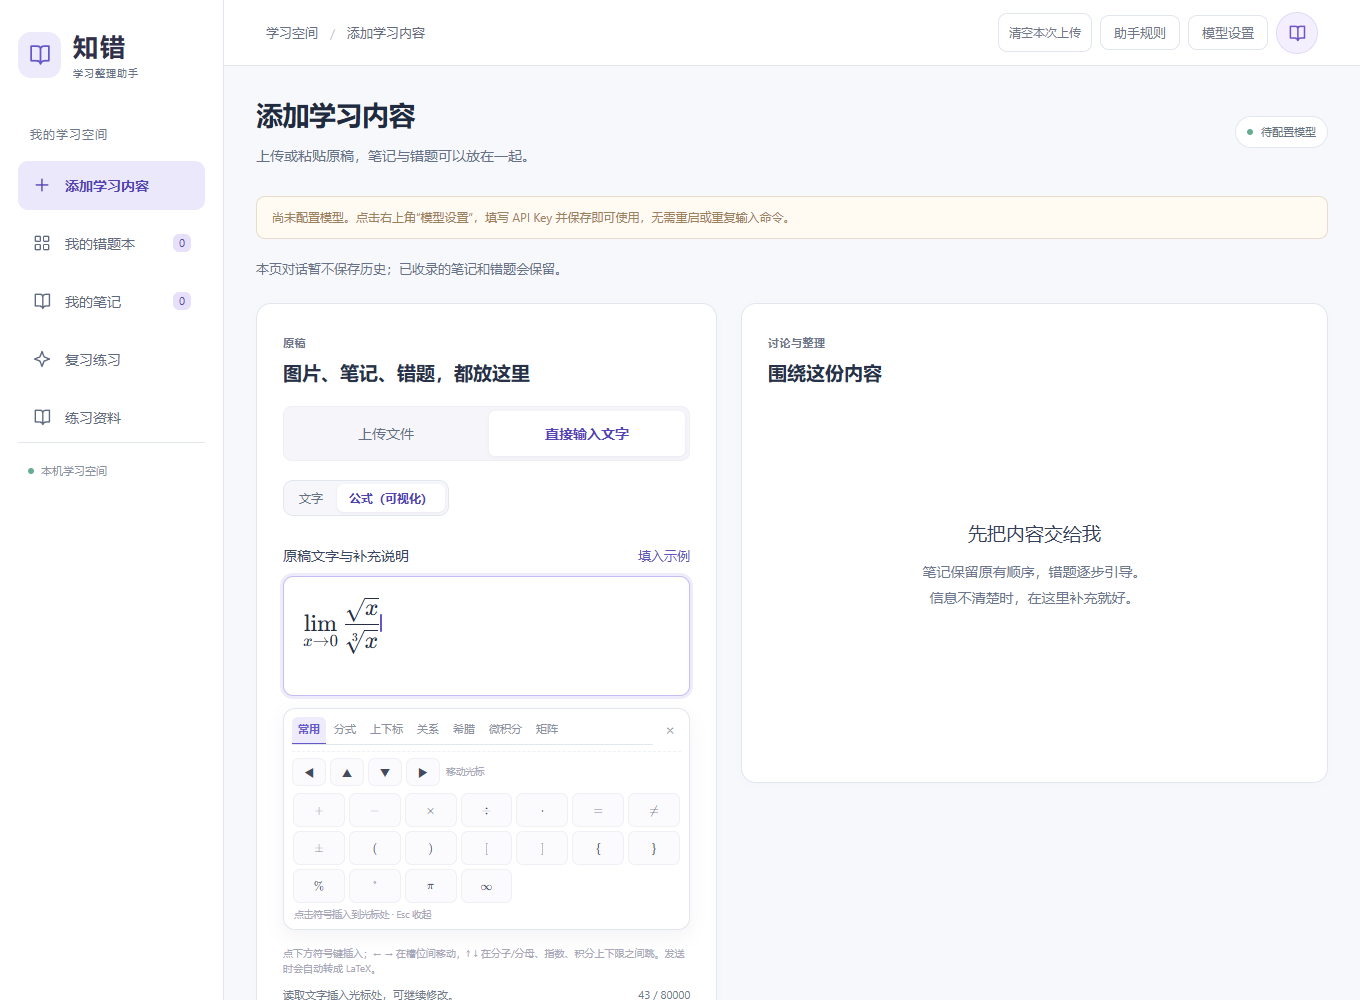 知错
学习整理助手
我的学习空间
添加学习内容
我的错题本 0
我的笔记 0
复习练习
练习资料
本机学习空间
学习空间 / 添加学习内容
清空本次上传
助手规则
模型设置
添加学习内容
上传或粘贴原稿，笔记与错题可以放在一起。
待配置模型
尚未配置模型。点击右上角“模型设置”，填写 API Key 并保存即可使用，无需重启或重复输入命令。
本页对话暂不保存历史；已收录的笔记和错题会保留。
原稿
图片、笔记、错题，都放这里
上传文件 直接输入文字
文字 公式（可视化）
原稿文字与补充说明 填入示例
lim x→0 √x / ∛x
常用 分式 上下标 关系 希腊 微积分 矩阵 ×
◀ ▲ ▼ ▶ 移动光标
+ − × ÷ · = ≠
± ( ) [ ] { }
% ° π ∞
点击符号插入到光标处 · Esc 收起
点下方符号键插入；← → 在槽位间移动，↑ ↓ 在分子/分母、指数、积分上下限之间跳。发送
时会自动转成 LaTeX。
读取文字插入光标处，可继续修改。 43 / 80000
讨论与整理
围绕这份内容
先把内容交给我
笔记保留原有顺序，错题逐步引导。
信息不清楚时，在这里补充就好。